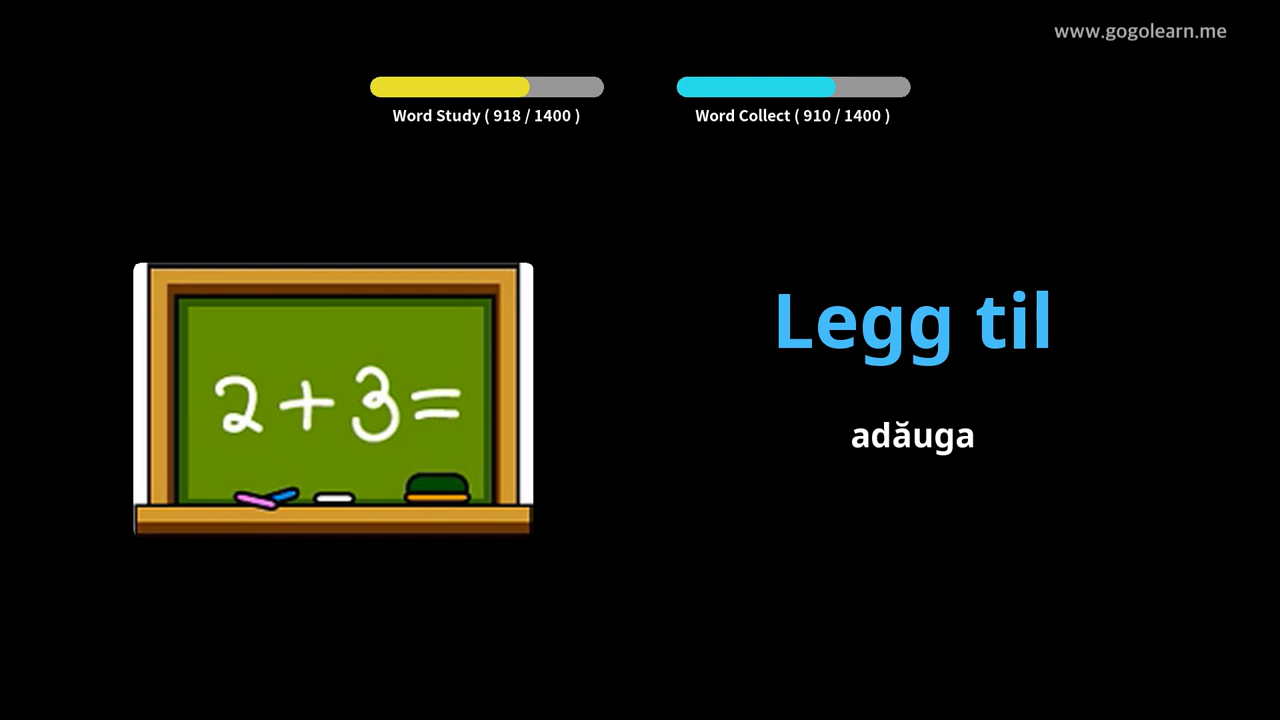 www.gogolearn.me
Word Study ( 918 / 1400 )
Word Collect ( 910 / 1400 )
2 + 3 =
Legg til
adăuga